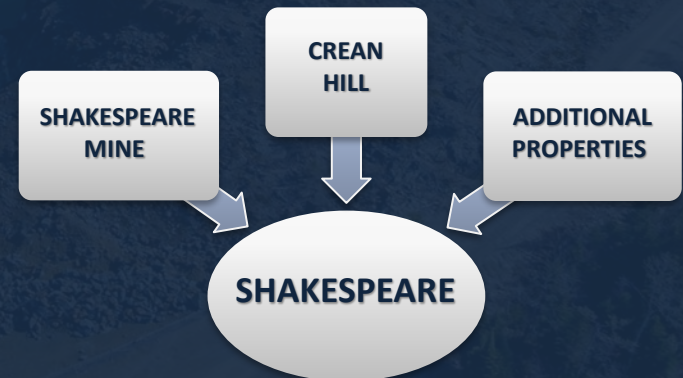 CREAN
HILL
SHAKESPEARE
MINE
ADDITIONAL
PROPERTIES
SHAKESPEARE